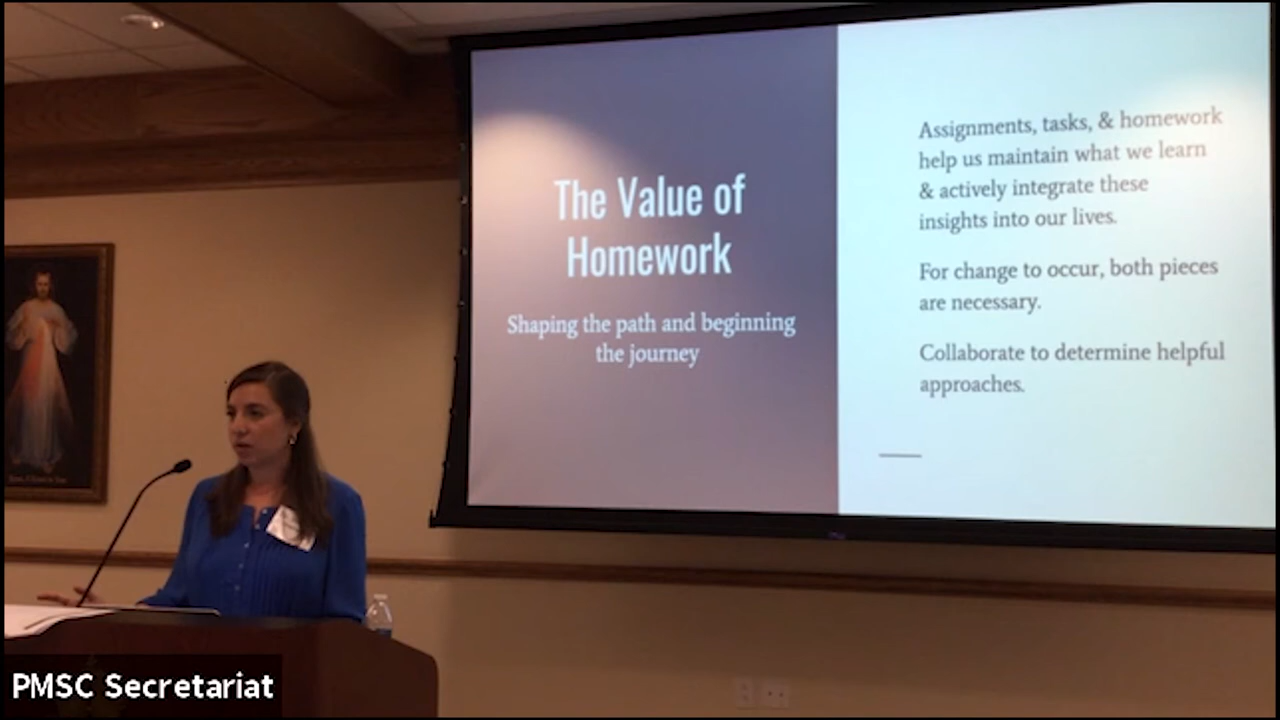 The Value of
Homework
Shaping the path and beginning
the journey
Assignments, tasks, & homework
help us maintain what we learn
& actively integrate these
insights into our lives.
For change to occur, both pieces
are necessary.
Collaborate to determine helpful
approaches.
PMSC Secretariat